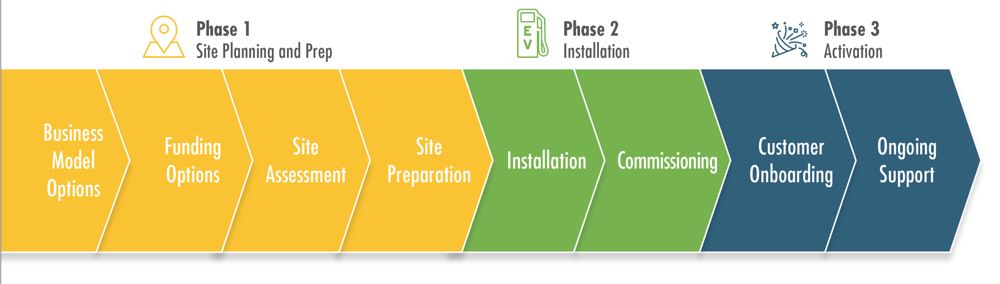 Phase 1
Site Planning and Prep
E
V
Phase 2
Installation
Phase 3
Activation
Business
Model
Options
Funding
Options
Site
Assessment
Site
Preparation
Installation
Commissioning
Customer
Onboarding
Ongoing
Support